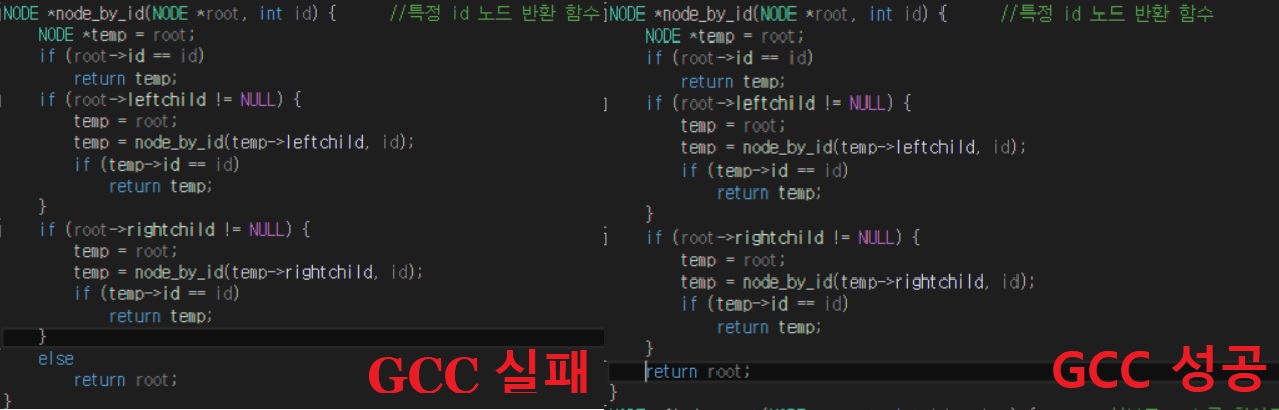 NODE *node_by_id(NODE *root, int id) {      //특정 id 노드 반환 함수
    NODE *temp = root;
    if (root->id == id)
        return temp;
    if (root->leftchild != NULL) {
        temp = root;
        temp = node_by_id(temp->leftchild, id);
        if (temp->id == id)
            return temp;
    }
    if (root->rightchild != NULL) {
        temp = root;
        temp = node_by_id(temp->rightchild, id);
        if (temp->id == id)
            return temp;
    }
    else
        return root;
}
GCC 실패
NODE *node_by_id(NODE *root, int id) {      //특정 id 노드 반환 함수
    NODE *temp = root;
    if (root->id == id)
        return temp;
    if (root->leftchild != NULL) {
        temp = root;
        temp = node_by_id(temp->leftchild, id);
        if (temp->id == id)
            return temp;
    }
    if (root->rightchild != NULL) {
        temp = root;
        temp = node_by_id(temp->rightchild, id);
        if (temp->id == id)
            return temp;
    }
    return root;
}
GCC 성공